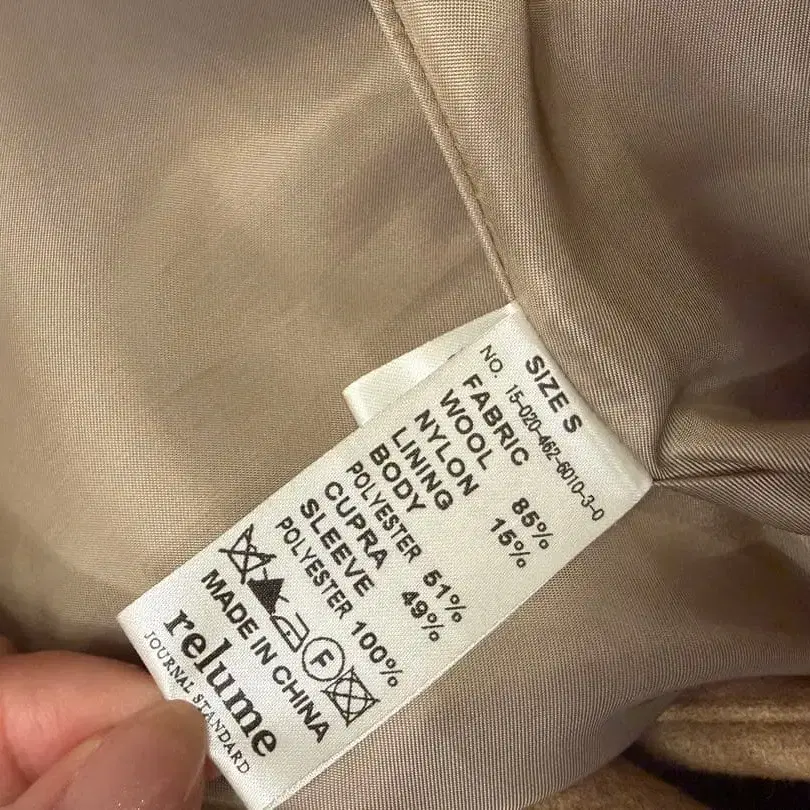 SIZE S
NO. 15-020-462-6010-3-0
FABRIC
WOOL 85%
NYLON 15%
LINING
BODY
POLYESTER 51%
CUPRA 49%
SLEEVE
POLYESTER 100%
F
MADE IN CHINA
relume
JOURNAL STANDARD